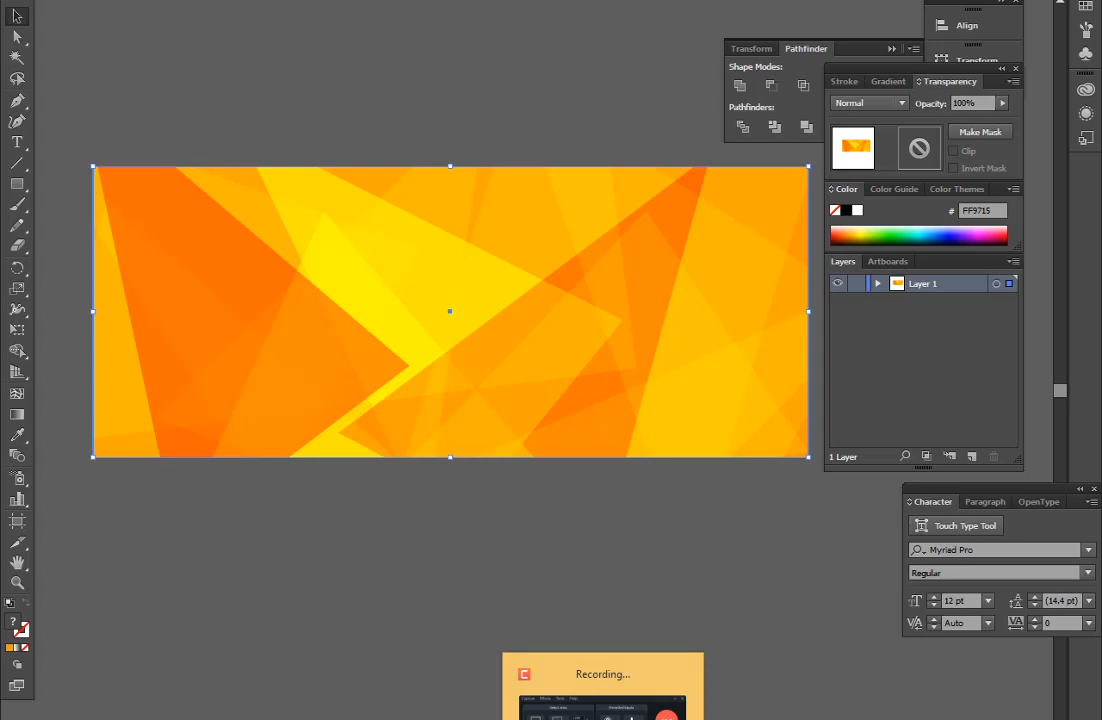 Align
Transform Pathfinder
Transform
Shape Modes:
Stroke Gradient Transparency
Normal Opacity: 100%
Pathfinders:
Make Mask
Clip
Invert Mask
Color Color Guide Color Themes
# FF9715
Layers Artboards
Layer 1
1 Layer
Character Paragraph OpenType
Touch Type Tool
Myriad Pro
Regular
12 pt (14.4 pt)
Auto 0
Recording...